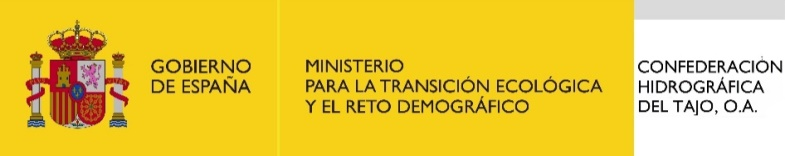 GOBIERNO
DE ESPAÑA
MINISTERIO
PARA LA TRANSICIÓN ECOLÓGICA
Y EL RETO DEMOGRÁFICO
CONFEDERACIÓN
HIDROGRÁFICA
DEL TAJO, O.A.